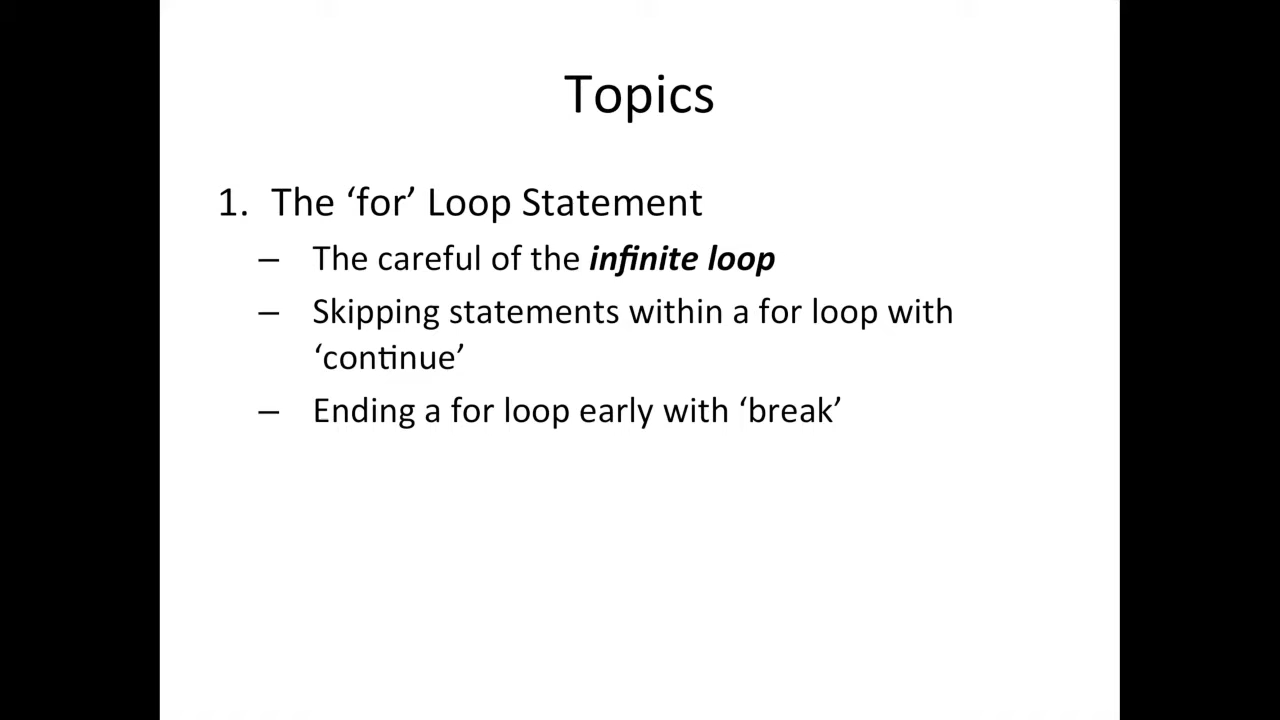 Topics
1. The ‘for’ Loop Statement
– The careful of the infinite loop
– Skipping statements within a for loop with
‘continue’
– Ending a for loop early with ‘break’